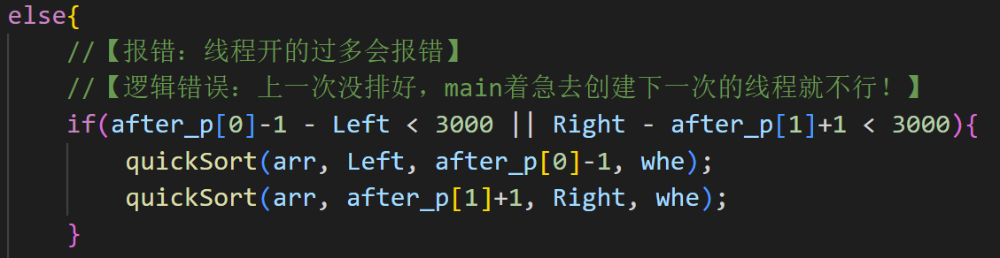 else{
//【报错：线程开的过多会报错】
//【逻辑错误：上一次没排好，main着急去创建下一次的线程就不行！】
if(after_p[0]-1 - Left < 3000 || Right - after_p[1]+1 < 3000){
quickSort(arr, Left, after_p[0]-1, whe);
quickSort(arr, after_p[1]+1, Right, whe);
}